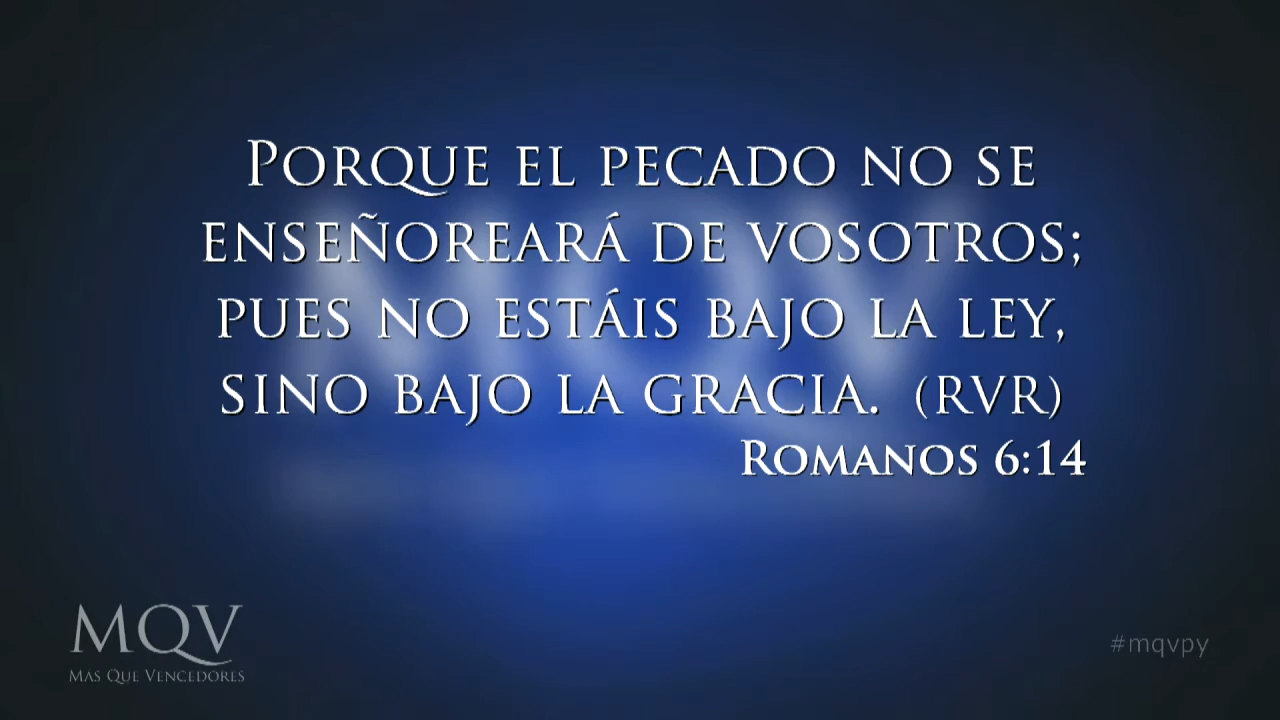 Porque el pecado no se
enseñoreará de vosotros;
pues no estáis bajo la ley,
sino bajo la gracia. (RVR)
Romanos 6:14
MQV
Mas Que Vencedores
#mqvpy